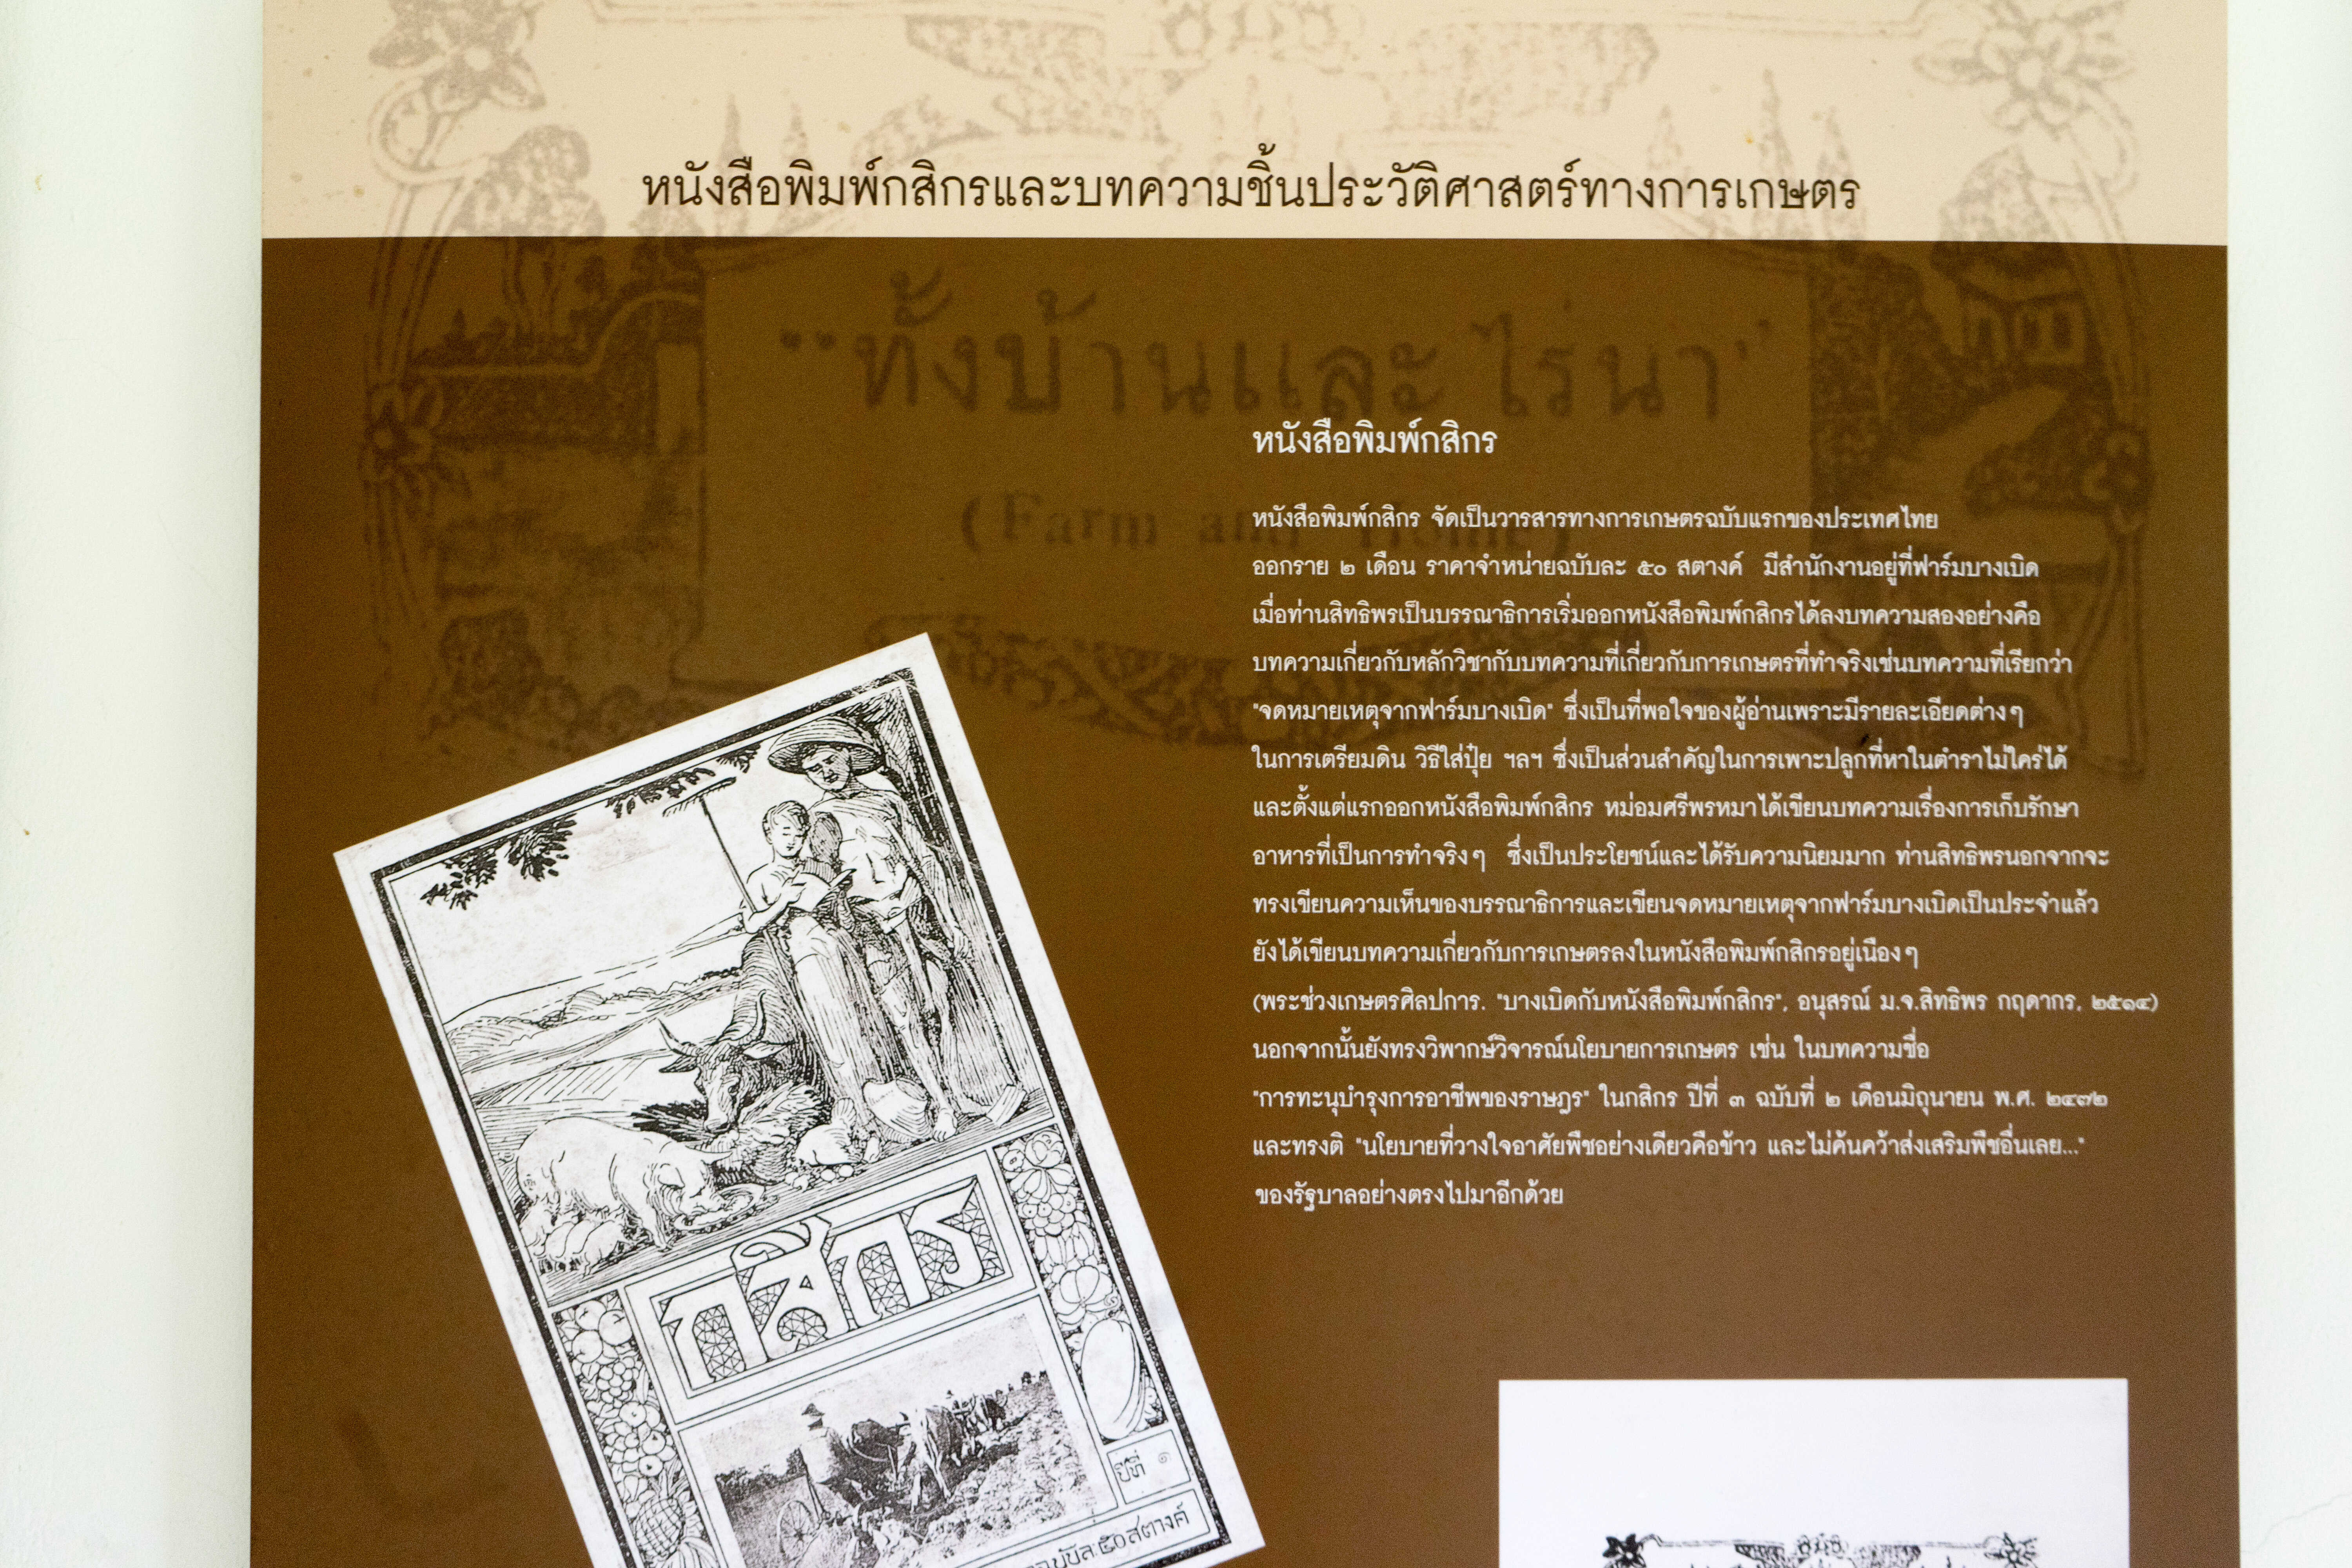 หนังสือพิมพ์กสิกรและบทความชิ้นประวัติศาสตร์ทางการเกษตร
"ทั้งบ้านและไร่นา"
(Farm and Home)
หนังสือพิมพ์กสิกร
หนังสือพิมพ์กสิกร จัดเป็นวารสารทางการเกษตรฉบับแรกของประเทศไทย
ออกราย ๒ เดือน ราคาจำหน่ายฉบับละ ๕๐ สตางค์ มีสำนักงานอยู่ที่ฟาร์มบางเบิด
เมื่อท่านสิทธิพรเป็นบรรณาธิการเริ่มออกหนังสือพิมพ์กสิกรได้ลงบทความสองอย่างคือ
บทความเกี่ยวกับหลักวิชากับบทความที่เกี่ยวกับการเกษตรที่ทำจริงเช่นบทความที่เรียกว่า
"จดหมายเหตุจากฟาร์มบางเบิด" ซึ่งเป็นที่พอใจของผู้อ่านเพราะมีรายละเอียดต่างๆ
ในการเตรียมดิน วิธีใส่ปุ๋ย ฯลฯ ซึ่งเป็นส่วนสำคัญในการเพาะปลูกที่หาในตำราไม่ใคร่ได้
และตั้งแต่แรกออกหนังสือพิมพ์กสิกร หม่อมศรีพรหมาได้เขียนบทความเรื่องการเก็บรักษา
อาหารที่เป็นการทำจริงๆ ซึ่งเป็นประโยชน์และได้รับความนิยมมาก ท่านสิทธิพรนอกจากจะ
ทรงเขียนความเห็นของบรรณาธิการและเขียนจดหมายเหตุจากฟาร์มบางเบิดเป็นประจำแล้ว
ยังได้เขียนบทความเกี่ยวกับการเกษตรลงในหนังสือพิมพ์กสิกรอยู่เนืองๆ
(พระช่วงเกษตรศิลปการ. "บางเบิดกับหนังสือพิมพ์กสิกร", อนุสรณ์ ม.จ.สิทธิพร กฤดากร, ๒๕๑๔)
นอกจากนั้นยังทรงวิพากษ์วิจารณ์นโยบายการเกษตร เช่น ในบทความชื่อ
"การทะนุบำรุงการอาชีพของราษฎร" ในกสิกร ปีที่ ๓ ฉบับที่ ๒ เดือนมิถุนายน พ.ศ. ๒๔๗๒
และทรงติ "นโยบายที่วางใจอาศัยพืชอย่างเดียวคือข้าว และไม่ค้นคว้าส่งเสริมพืชอื่นเลย..."
ของรัฐบาลอย่างตรงไปมาอีกด้วย
กสิกร
ปีที่ ๑
ฉบับละ ๕๐ สตางค์